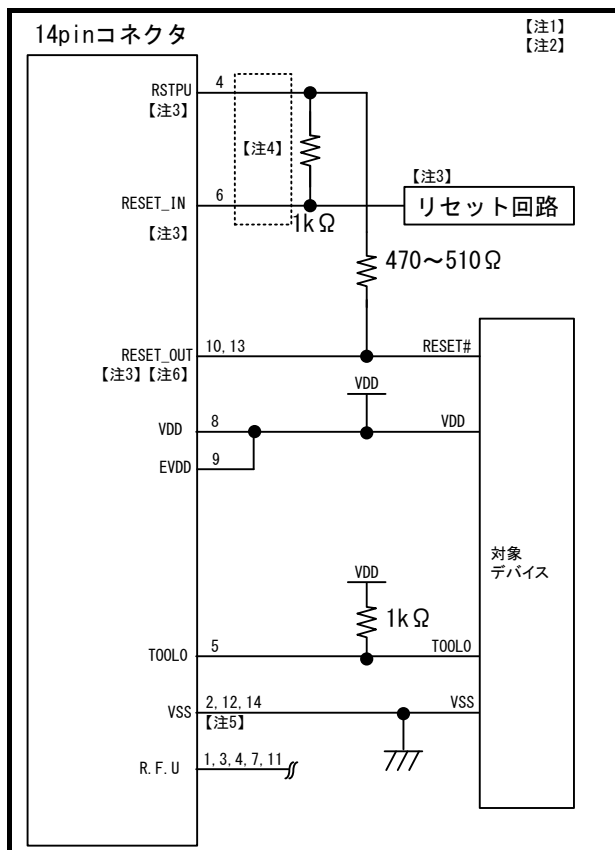 14pinコネクタ
【注1】
【注2】
RSTPU
4
【注3】
【注4】
RESET_IN
6
【注3】
1kΩ
【注3】
リセット回路
470～510Ω
RESET_OUT
10,13
RESET#
【注3】【注6】
VDD
VDD
8
VDD
EVDD
9
対象
デバイス
VDD
1kΩ
TOOL0
5
TOOL0
VSS
2,12,14
VSS
【注5】
R.F.U
1,3,4,7,11